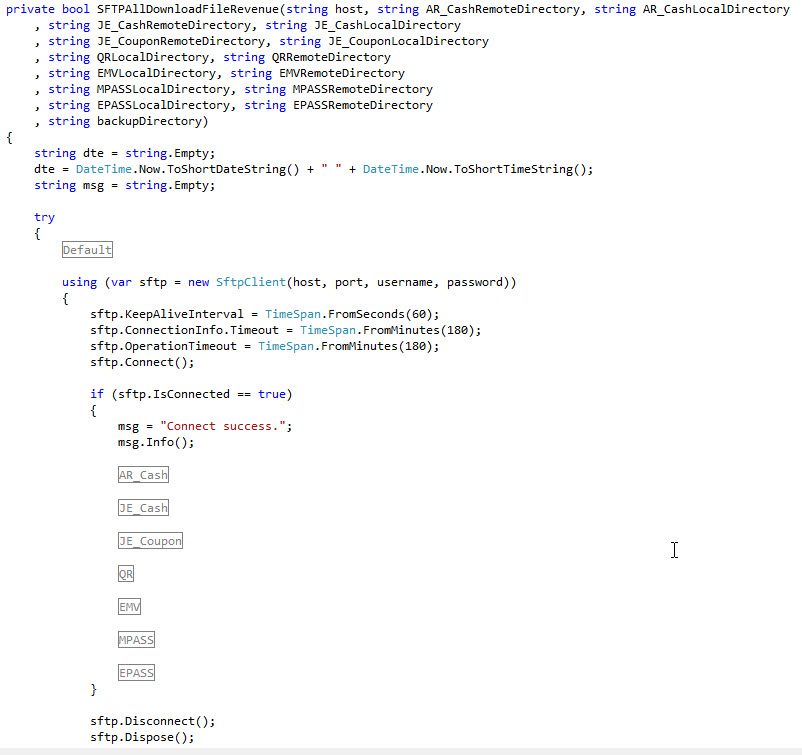 private bool SFTPAllDownloadFileRevenue(string host, string AR_CashRemoteDirectory, string AR_CashLocalDirectory
, string JE_CashRemoteDirectory, string JE_CashLocalDirectory
, string JE_CouponRemoteDirectory, string JE_CouponLocalDirectory
, string QRLocalDirectory, string QRRemoteDirectory
, string EMVLocalDirectory, string EMVRemoteDirectory
, string MPASSLocalDirectory, string MPASSRemoteDirectory
, string EPASSLocalDirectory, string EPASSRemoteDirectory
, string backupDirectory)
{
string dte = string.Empty;
dte = DateTime.Now.ToShortDateString() + " " + DateTime.Now.ToShortTimeString();
string msg = string.Empty;
try
{
Default
using (var sftp = new SftpClient(host, port, username, password))
{
sftp.KeepAliveInterval = TimeSpan.FromSeconds(60);
sftp.ConnectionInfo.Timeout = TimeSpan.FromMinutes(180);
sftp.OperationTimeout = TimeSpan.FromMinutes(180);
sftp.Connect();
if (sftp.IsConnected == true)
{
msg = "Connect success.";
msg.Info();
AR_Cash
JE_Cash
JE_Coupon
QR
EMV
MPASS
EPASS
}
sftp.Disconnect();
sftp.Dispose();